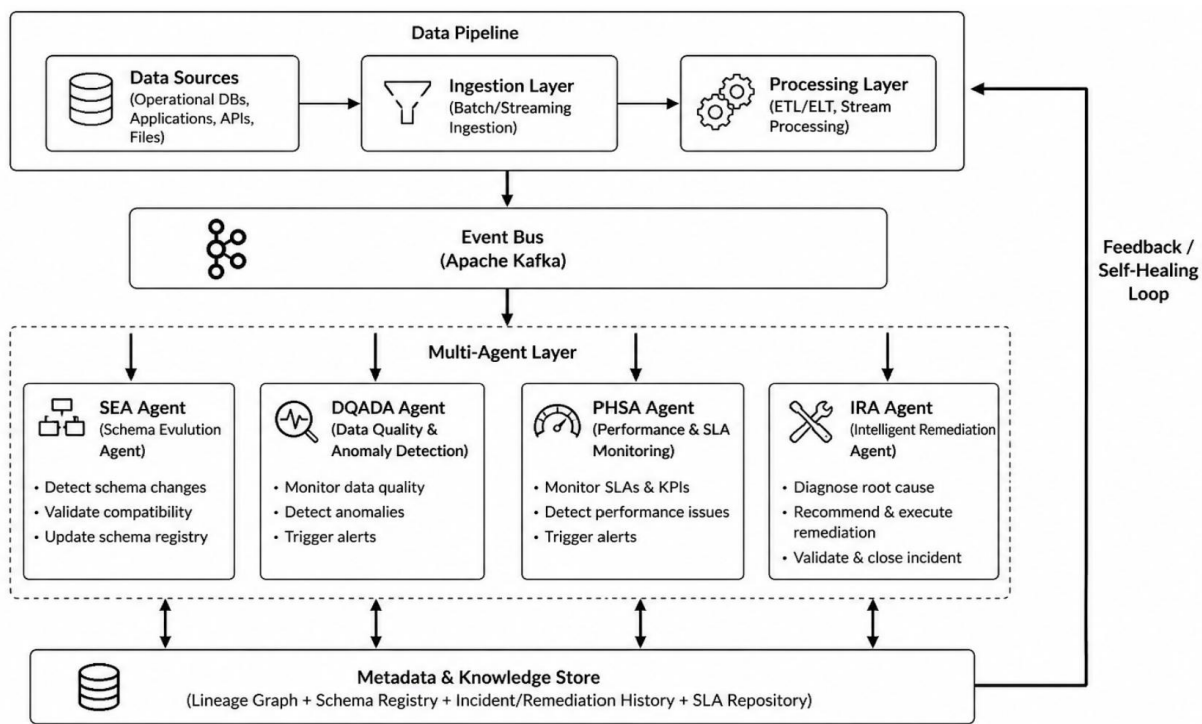 Data Pipeline
Data Sources
(Operational DBs,
Applications, APIs,
Files)
Ingestion Layer
(Batch/Streaming
Ingestion)
Processing Layer
(ETL/ELT, Stream
Processing)
Event Bus
(Apache Kafka)
Feedback /
Self-Healing
Loop
Multi-Agent Layer
SEA Agent
(Schema Evulution
Agent)
• Detect schema changes
• Validate compatibility
• Update schema registry
DQADA Agent
(Data Quality &
Anomaly Detection)
• Monitor data quality
• Detect anomalies
• Trigger alerts
PHSA Agent
(Performance & SLA
Monitoring)
• Monitor SLAs & KPIs
• Detect performance issues
• Trigger alerts
IRA Agent
(Intelligent Remediation
Agent)
• Diagnose root cause
• Recommend & execute
remediation
• Validate & close incident
Metadata & Knowledge Store
(Lineage Graph + Schema Registry + Incident/Remediation History + SLA Repository)